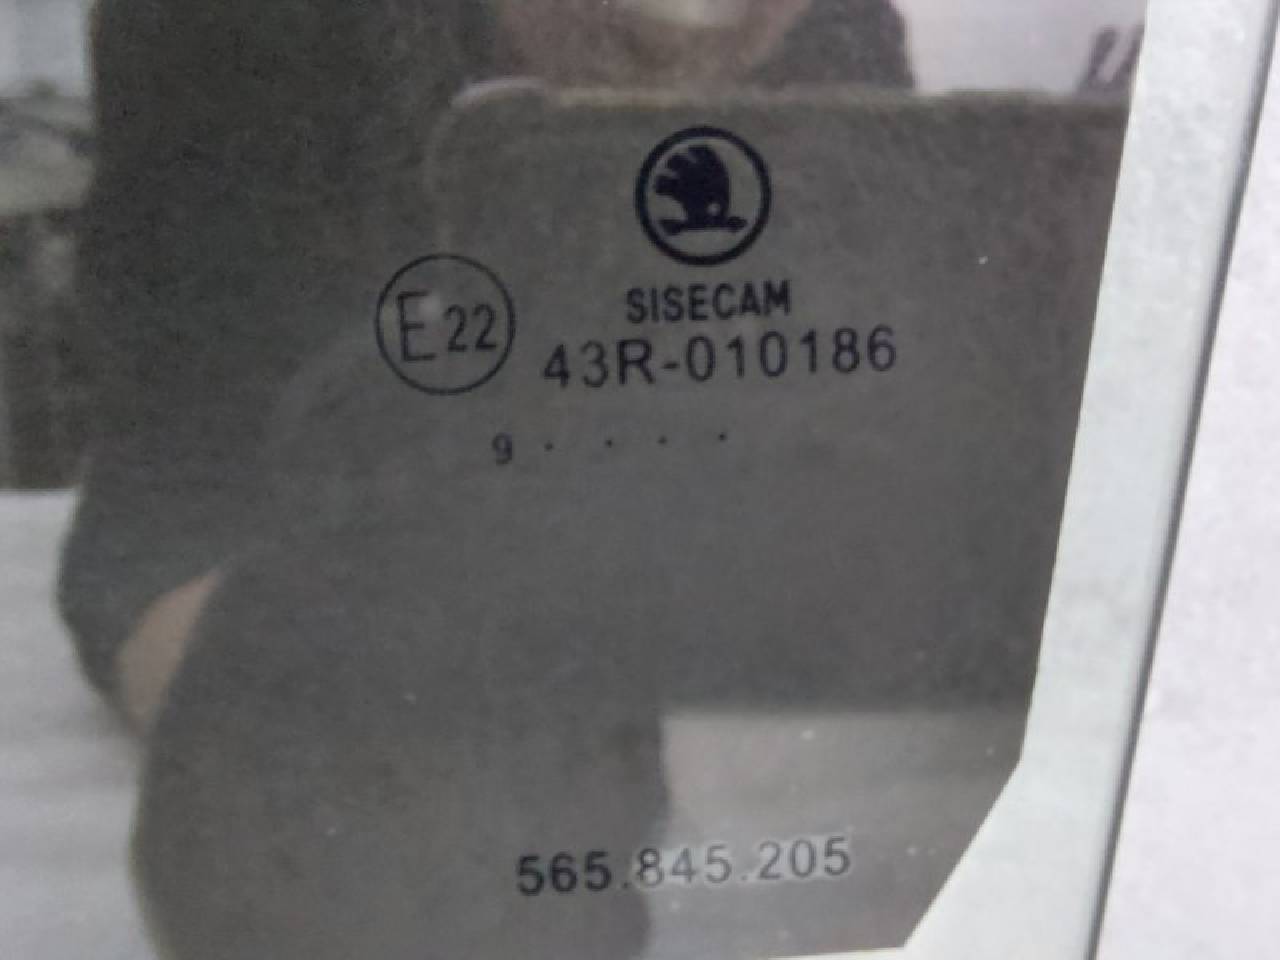 SISECAM
E22 43R-010186
9 . . . .
565.845.205